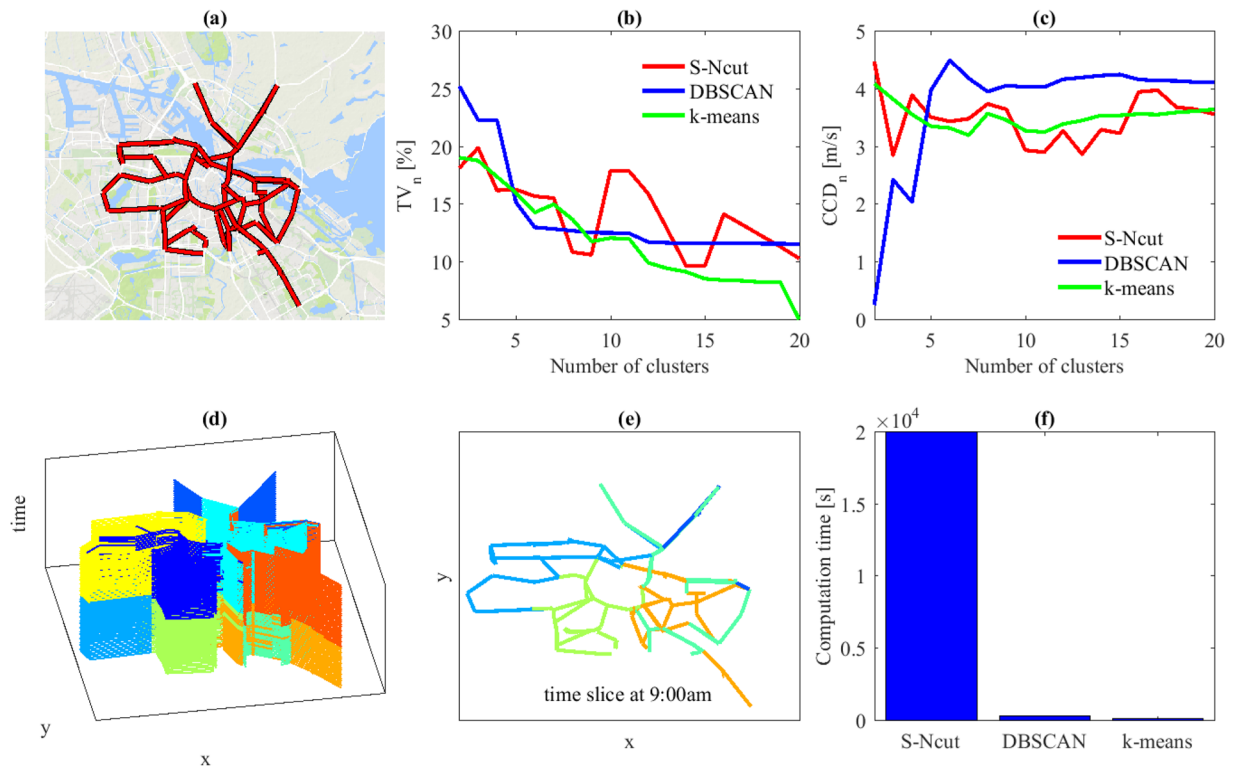 (a)
(b)
30
25
20
15
10
5
TV_n [%]
S-Ncut
DBSCAN
k-means
5
10
15
20
Number of clusters
(c)
5
4
3
2
1
0
CCD_n [m/s]
S-Ncut
DBSCAN
k-means
5
10
15
20
Number of clusters
(d)
time
y
x
(e)
y
time slice at 9:00am
x
(f)
×10^4
2
1.5
1
0.5
0
Computation time [s]
S-Ncut
DBSCAN
k-means